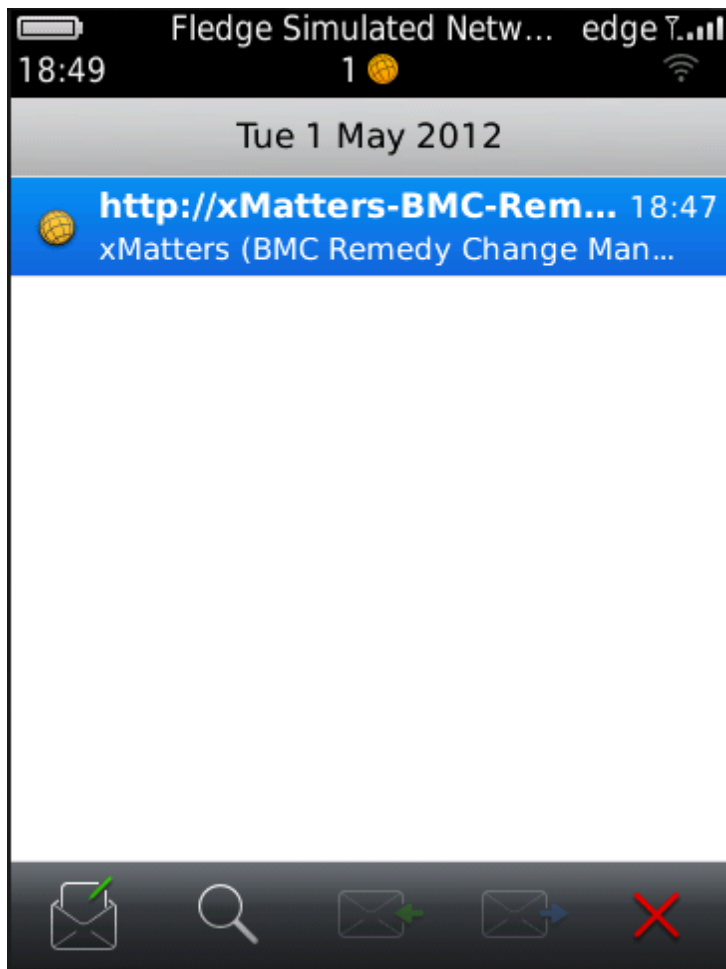 Fledge Simulated Netw... edge
18:49 1
Tue 1 May 2012
http://xMatters-BMC-Rem... 18:47
xMatters (BMC Remedy Change Man...